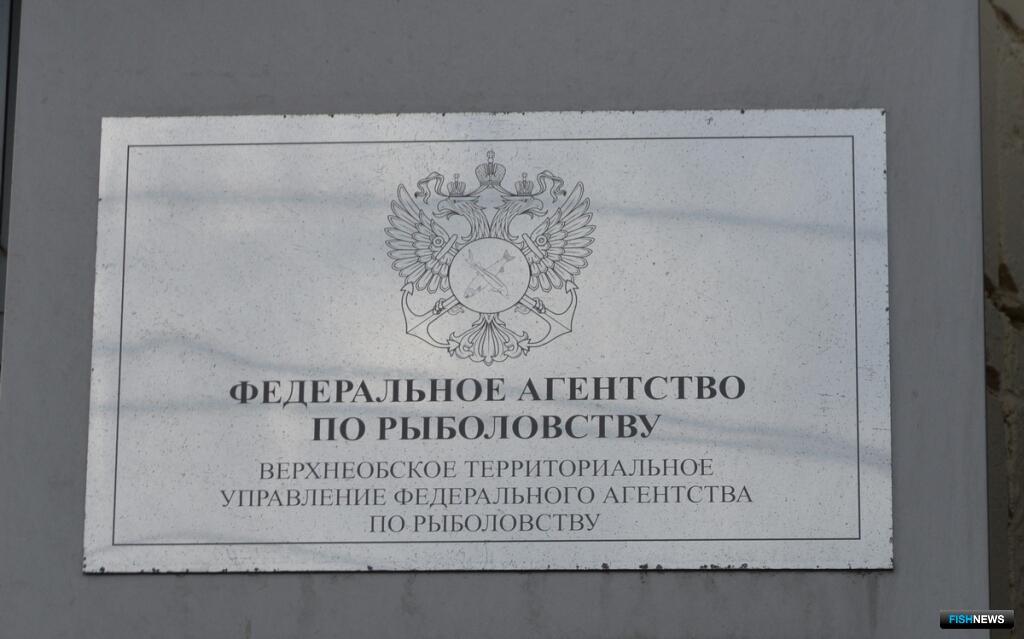 ФЕДЕРАЛЬНОЕ АГЕНТСТВО
ПО РЫБОЛОВСТВУ
ВЕРХНЕОБСКОЕ ТЕРРИТОРИАЛЬНОЕ
УПРАВЛЕНИЕ ФЕДЕРАЛЬНОГО АГЕНТСТВА
ПО РЫБОЛОВСТВУ
FISHNEWS